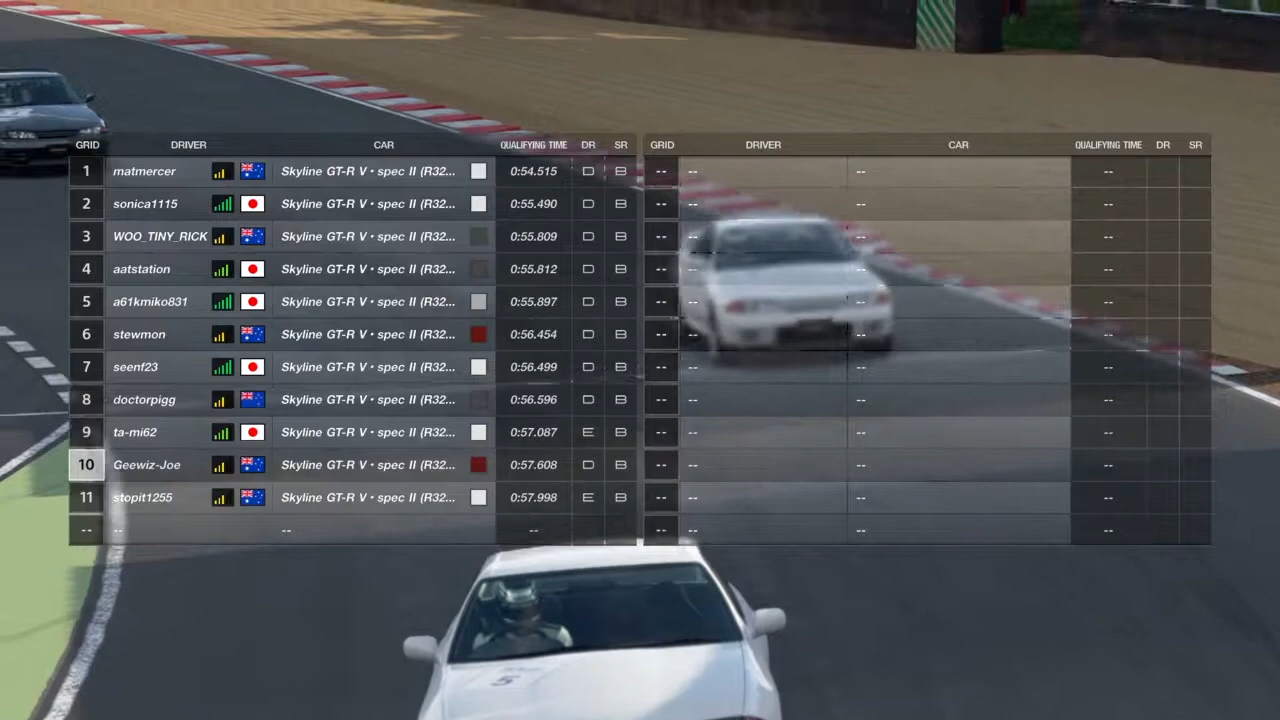 GRID DRIVER CAR QUALIFYING TIME DR SR
1 matmercer Skyline GT-R V • spec II (R32... 0:54.515 D B
2 sonica1115 Skyline GT-R V • spec II (R32... 0:55.490 D B
3 WOO_TINY_RICK Skyline GT-R V • spec II (R32... 0:55.809 D B
4 aatstation Skyline GT-R V • spec II (R32... 0:55.812 D B
5 a61kmiko831 Skyline GT-R V • spec II (R32... 0:55.897 D B
6 stewmon Skyline GT-R V • spec II (R32... 0:56.454 D B
7 seenf23 Skyline GT-R V • spec II (R32... 0:56.499 D B
8 doctorpigg Skyline GT-R V • spec II (R32... 0:56.596 D B
9 ta-mi62 Skyline GT-R V • spec II (R32... 0:57.087 E B
10 Geewiz-Joe Skyline GT-R V • spec II (R32... 0:57.608 D B
11 stopit1255 Skyline GT-R V • spec II (R32... 0:57.998 E B
-- -- -- --
GRID DRIVER CAR QUALIFYING TIME DR SR
-- -- -- --
-- -- -- --
-- -- -- --
-- -- -- --
-- -- -- --
-- -- -- --
-- -- -- --
-- -- -- --
-- -- -- --
-- -- -- --
-- -- -- --
-- -- -- --
5